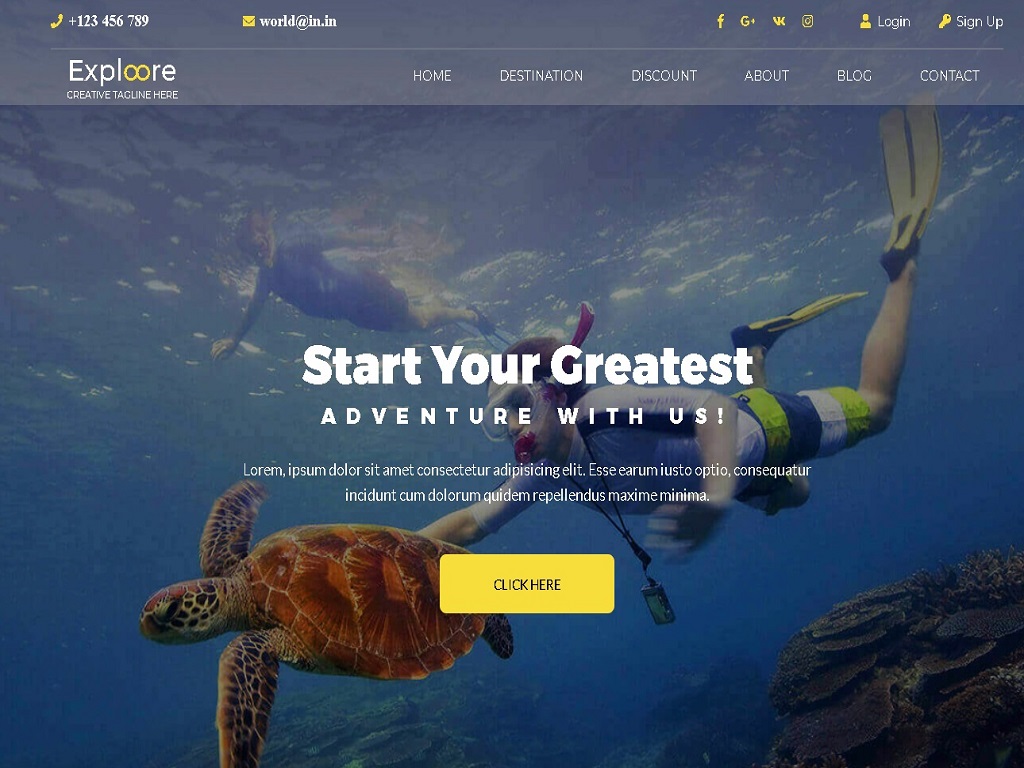 +123 456 789
world@in.in
Login
Sign Up
Exploore
CREATIVE TAGLINE HERE
HOME
DESTINATION
DISCOUNT
ABOUT
BLOG
CONTACT
Start Your Greatest
ADVENTURE WITH US!
Lorem, ipsum dolor sit amet consectetur adipisicing elit. Esse earum iusto optio, consequatur
incidunt cum dolorum quidem repellendus maxime minima.
CLICK HERE